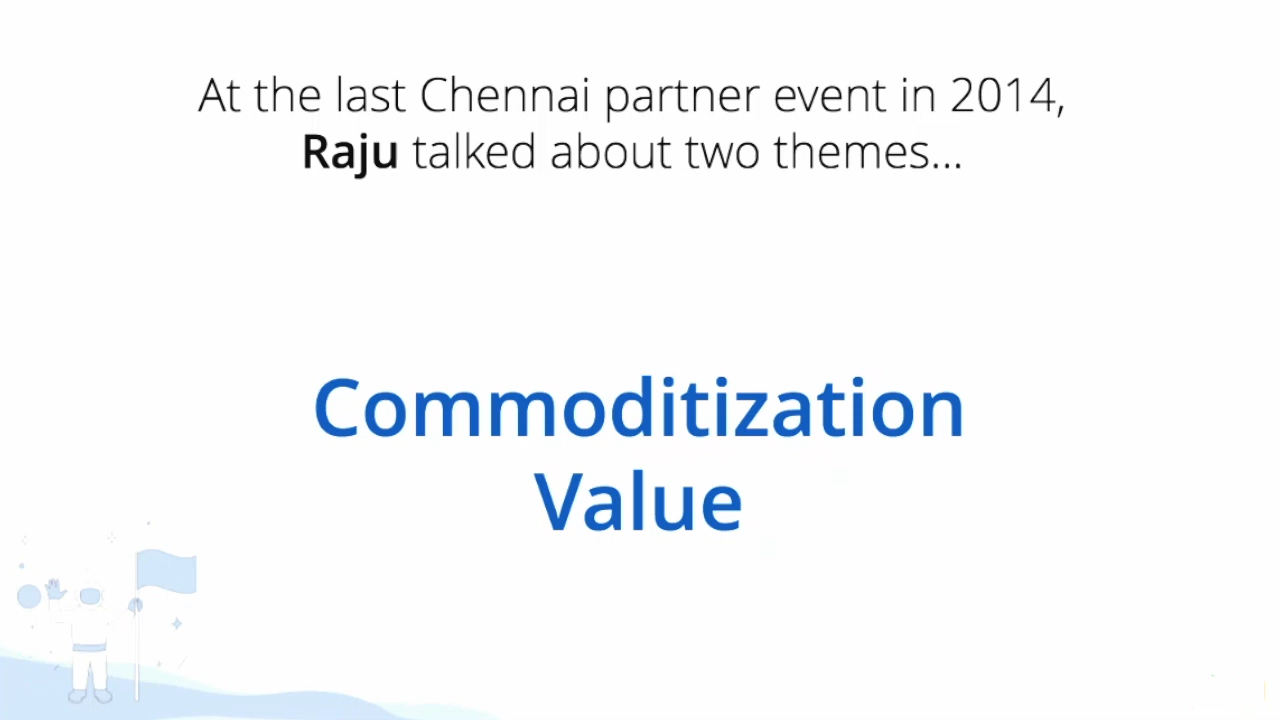 At the last Chennai partner event in 2014,
Raju talked about two themes...
Commoditization
Value